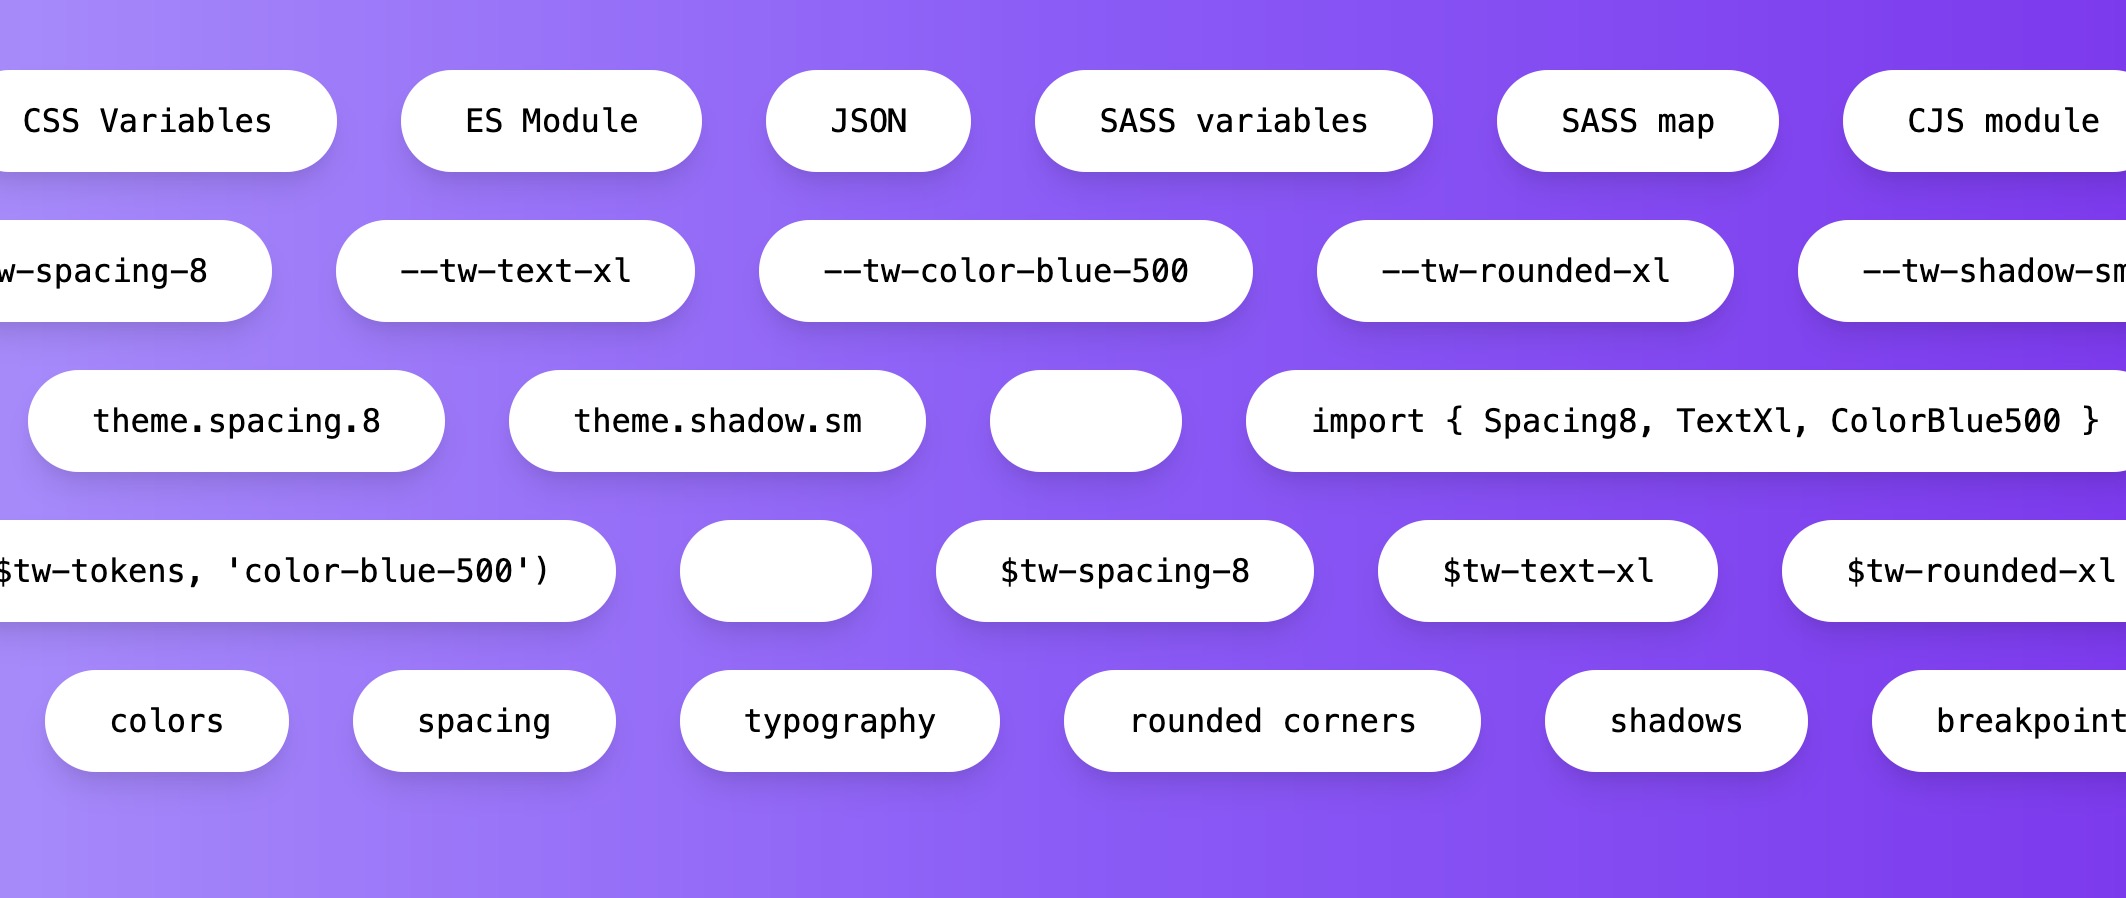 CSS Variables ES Module JSON SASS variables SASS map CJS module
w-spacing-8 --tw-text-xl --tw-color-blue-500 --tw-rounded-xl --tw-shadow-sm
theme.spacing.8 theme.shadow.sm import { Spacing8, TextXl, ColorBlue500 }
$tw-tokens, 'color-blue-500') $tw-spacing-8 $tw-text-xl $tw-rounded-xl
colors spacing typography rounded corners shadows breakpoint